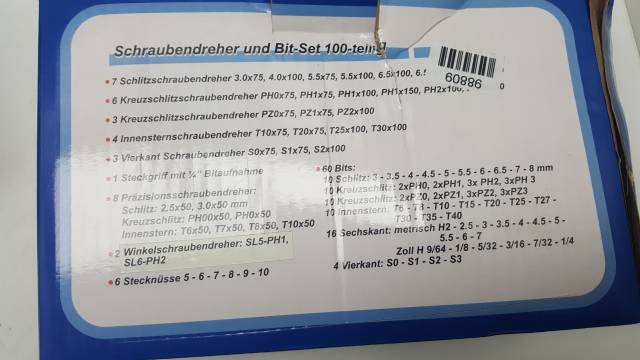 Schraubendreher und Bit-Set 100-teilig
• 7 Schlitzschraubendreher 3.0x75, 4.0x100, 5.5x75, 5.5x100, 6.5x100,
• 6 Kreuzschlitzschraubendreher PH0x75, PH1x75, PH1x100, PH1x150, PH2x100,
• 3 Kreuzschlitzschraubendreher PZ0x75, PZ1x75, PZ2x100
• 4 Innensternschraubendreher T10x75, T20x75, T25x100, T30x100
• 3 Vierkant Schraubendreher S0x75, S1x75, S2x100
• 1 Steckgriff mit ¼" Bitaufnahme
• 8 Präzisionsschraubendreher:
Schlitz: 2.5x50, 3.0x50 mm
Kreuzschlitz: PH00x50, PH0x50
Innenstern: T6x50, T7x50, T8x50, T10x50
• 2 Winkelschraubendreher: SL5-PH1,
SL6-PH2
• 6 Stecknüsse 5 - 6 - 7 - 8 - 9 - 10
• 60 Bits:
10 Schlitz: 3 - 3.5 - 4 - 4.5 - 5 - 5.5 - 6 - 6.5 - 7 - 8 mm
10 Kreuzschlitz: 2xPH0, 2xPH1, 3x PH2, 3xPH 3
10 Kreuzschlitz: 2xPZ0, 2xPZ1, 3xPZ2, 3xPZ3
10 Innenstern: T6 - T8 - T10 - T15 - T20 - T25 - T27 -
T30 - T35 - T40
16 Sechskant: metrisch H2 - 2.5 - 3 - 3.5 - 4 - 4.5 - 5 -
5.5 - 6 - 7
Zoll H 9/64 - 1/8 - 5/32 - 3/16 - 7/32 - 1/4
4 Vierkant: S0 - S1 - S2 - S3
98809